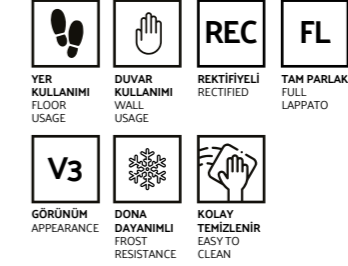 REC
FL
YER
KULLANIMI
FLOOR
USAGE
DUVAR
KULLANIMI
WALL
USAGE
REKTİFİYELİ
RECTIFIED
TAM PARLAK
FULL
LAPPATO
V3
GÖRÜNÜM
APPEARANCE
DONA
DAYANIMLI
FROST
RESISTANCE
KOLAY
TEMİZLENİR
EASY TO
CLEAN